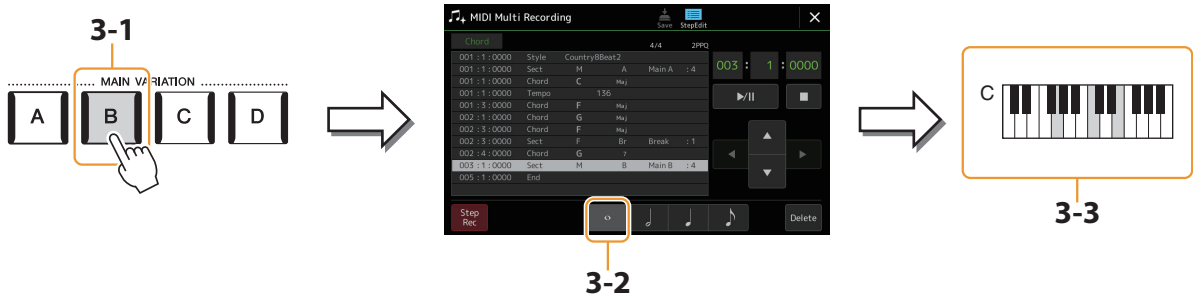 3-1
MAIN VARIATION
A B C D
MIDI Multi Recording Save StepEdit ×
Chord 4/4 2PPQ
001 : 1 : 0000 Style Country8Beat2
001 : 1 : 0000 Sect M A Main A : 4
001 : 1 : 0000 Chord C Maj
001 : 1 : 0000 Tempo 136
001 : 3 : 0000 Chord F Maj
002 : 1 : 0000 Chord G Maj
002 : 3 : 0000 Chord F Maj
002 : 3 : 0000 Sect F Br Break : 1
002 : 4 : 0000 Chord G 7
003 : 1 : 0000 Sect M B Main B : 4
005 : 1 : 0000 End
003 : 1 : 0000
Step
Rec
Delete
3-2
C
3-3